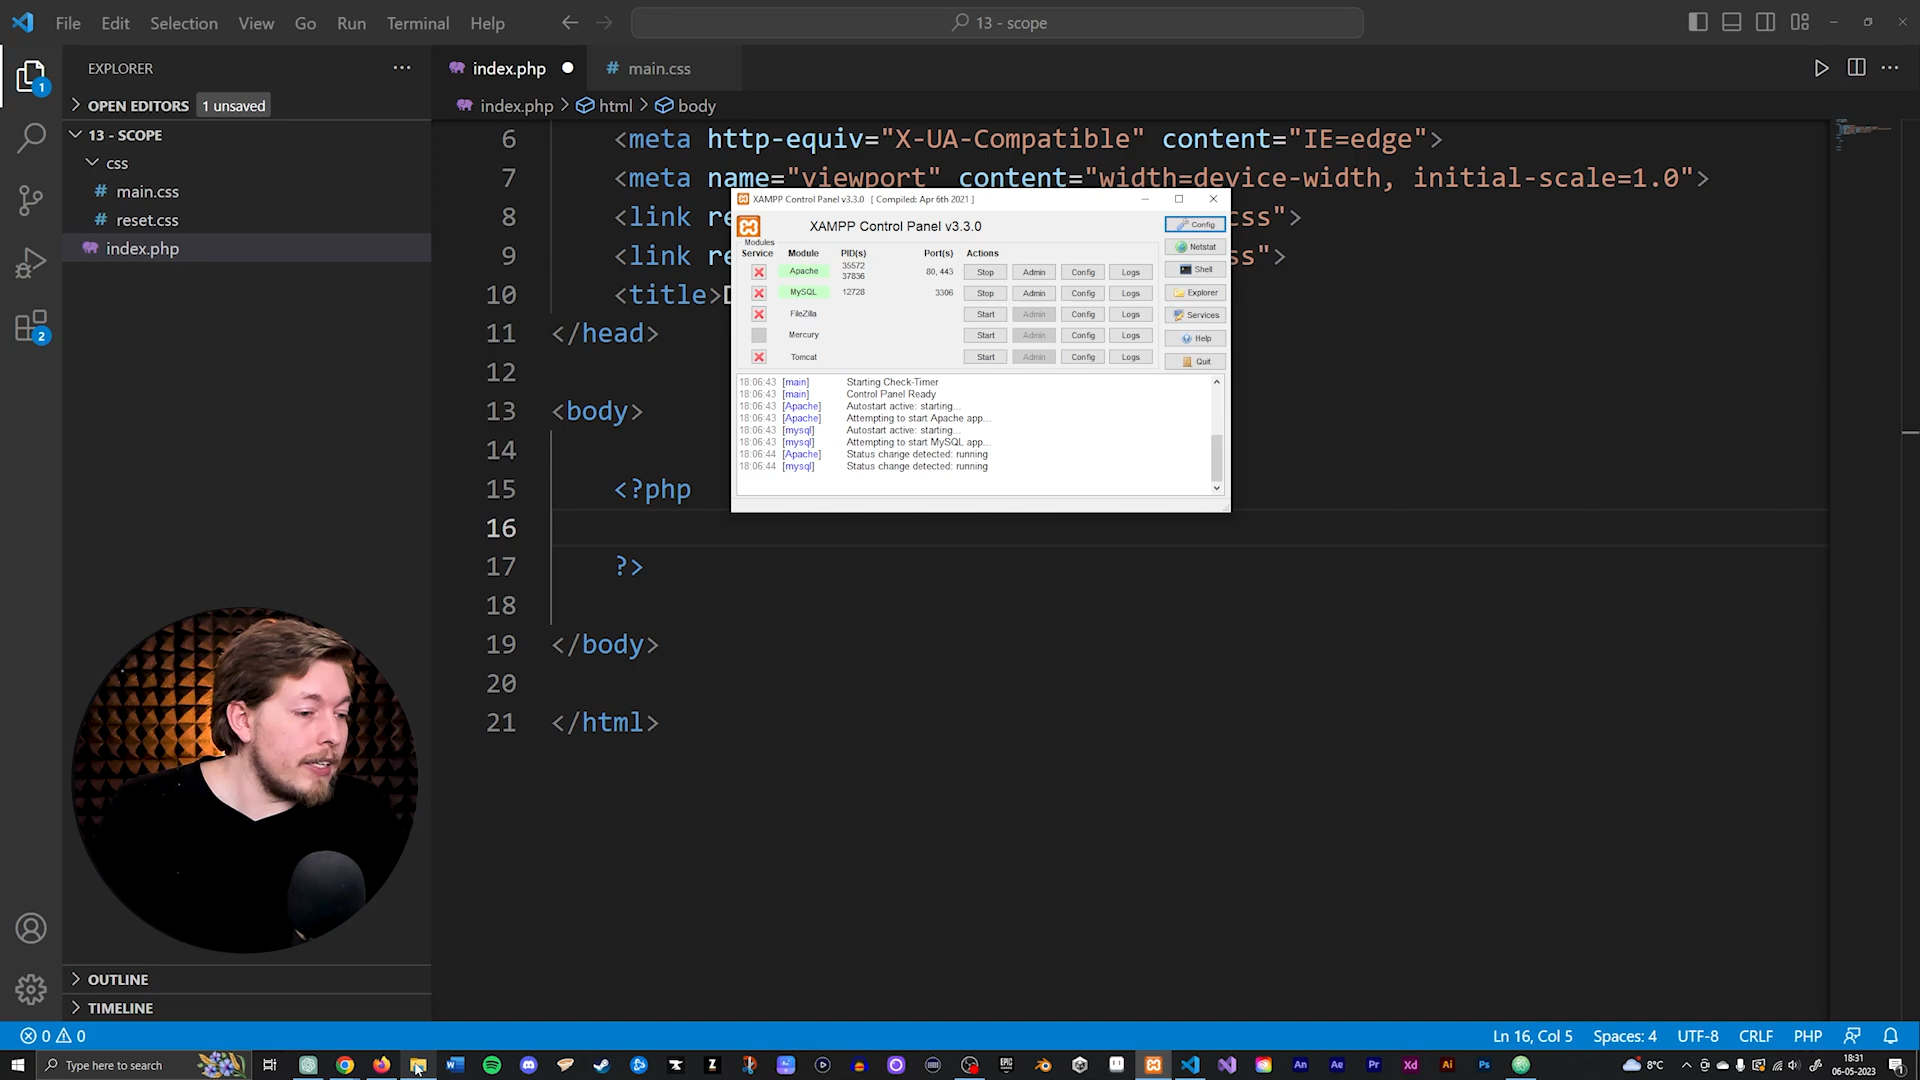 File Edit Selection View Go Run Terminal Help
13 - scope
EXPLORER
index.php
main.css
OPEN EDITORS
1 unsaved
index.php > html > body
13 - SCOPE
css
main.css
reset.css
index.php
6 <meta http-equiv="X-UA-Compatible" content="IE=edge">
7 <meta name="viewport" content="width=device-width, initial-scale=1.0">
8 <link re css">
9 <link re ss">
10 <title>D
11 </head>
12
13 <body>
14
15 <?php
16
17 ?>
18
19 </body>
20
21 </html>
XAMPP Control Panel v3.3.0 [ Compiled: Apr 6th 2021 ]
XAMPP Control Panel v3.3.0
Config
Modules
Service Module PID(s) Port(s) Actions
Netstat
Apache 35572 37836 80, 443 Stop Admin Config Logs
Shell
MySQL 12728 3306 Stop Admin Config Logs
Explorer
FileZilla Start Admin Config Logs
Services
Mercury Start Admin Config Logs
Help
Tomcat Start Admin Config Logs
Quit
18:06:43 [main] Starting Check-Timer
18:06:43 [main] Control Panel Ready
18:06:43 [Apache] Autostart active: starting...
18:06:43 [Apache] Attempting to start Apache app...
18:06:43 [mysql] Autostart active: starting...
18:06:43 [mysql] Attempting to start MySQL app...
18:06:44 [Apache] Status change detected: running
18:06:44 [mysql] Status change detected: running
1
2
OUTLINE
TIMELINE
0 0
Ln 16, Col 5 Spaces: 4 UTF-8 CRLF PHP
Type here to search
W
Z
EPIC
An
Ae
Pr
Xd
Ai
Ps
8°C
18:31
06-05-2023